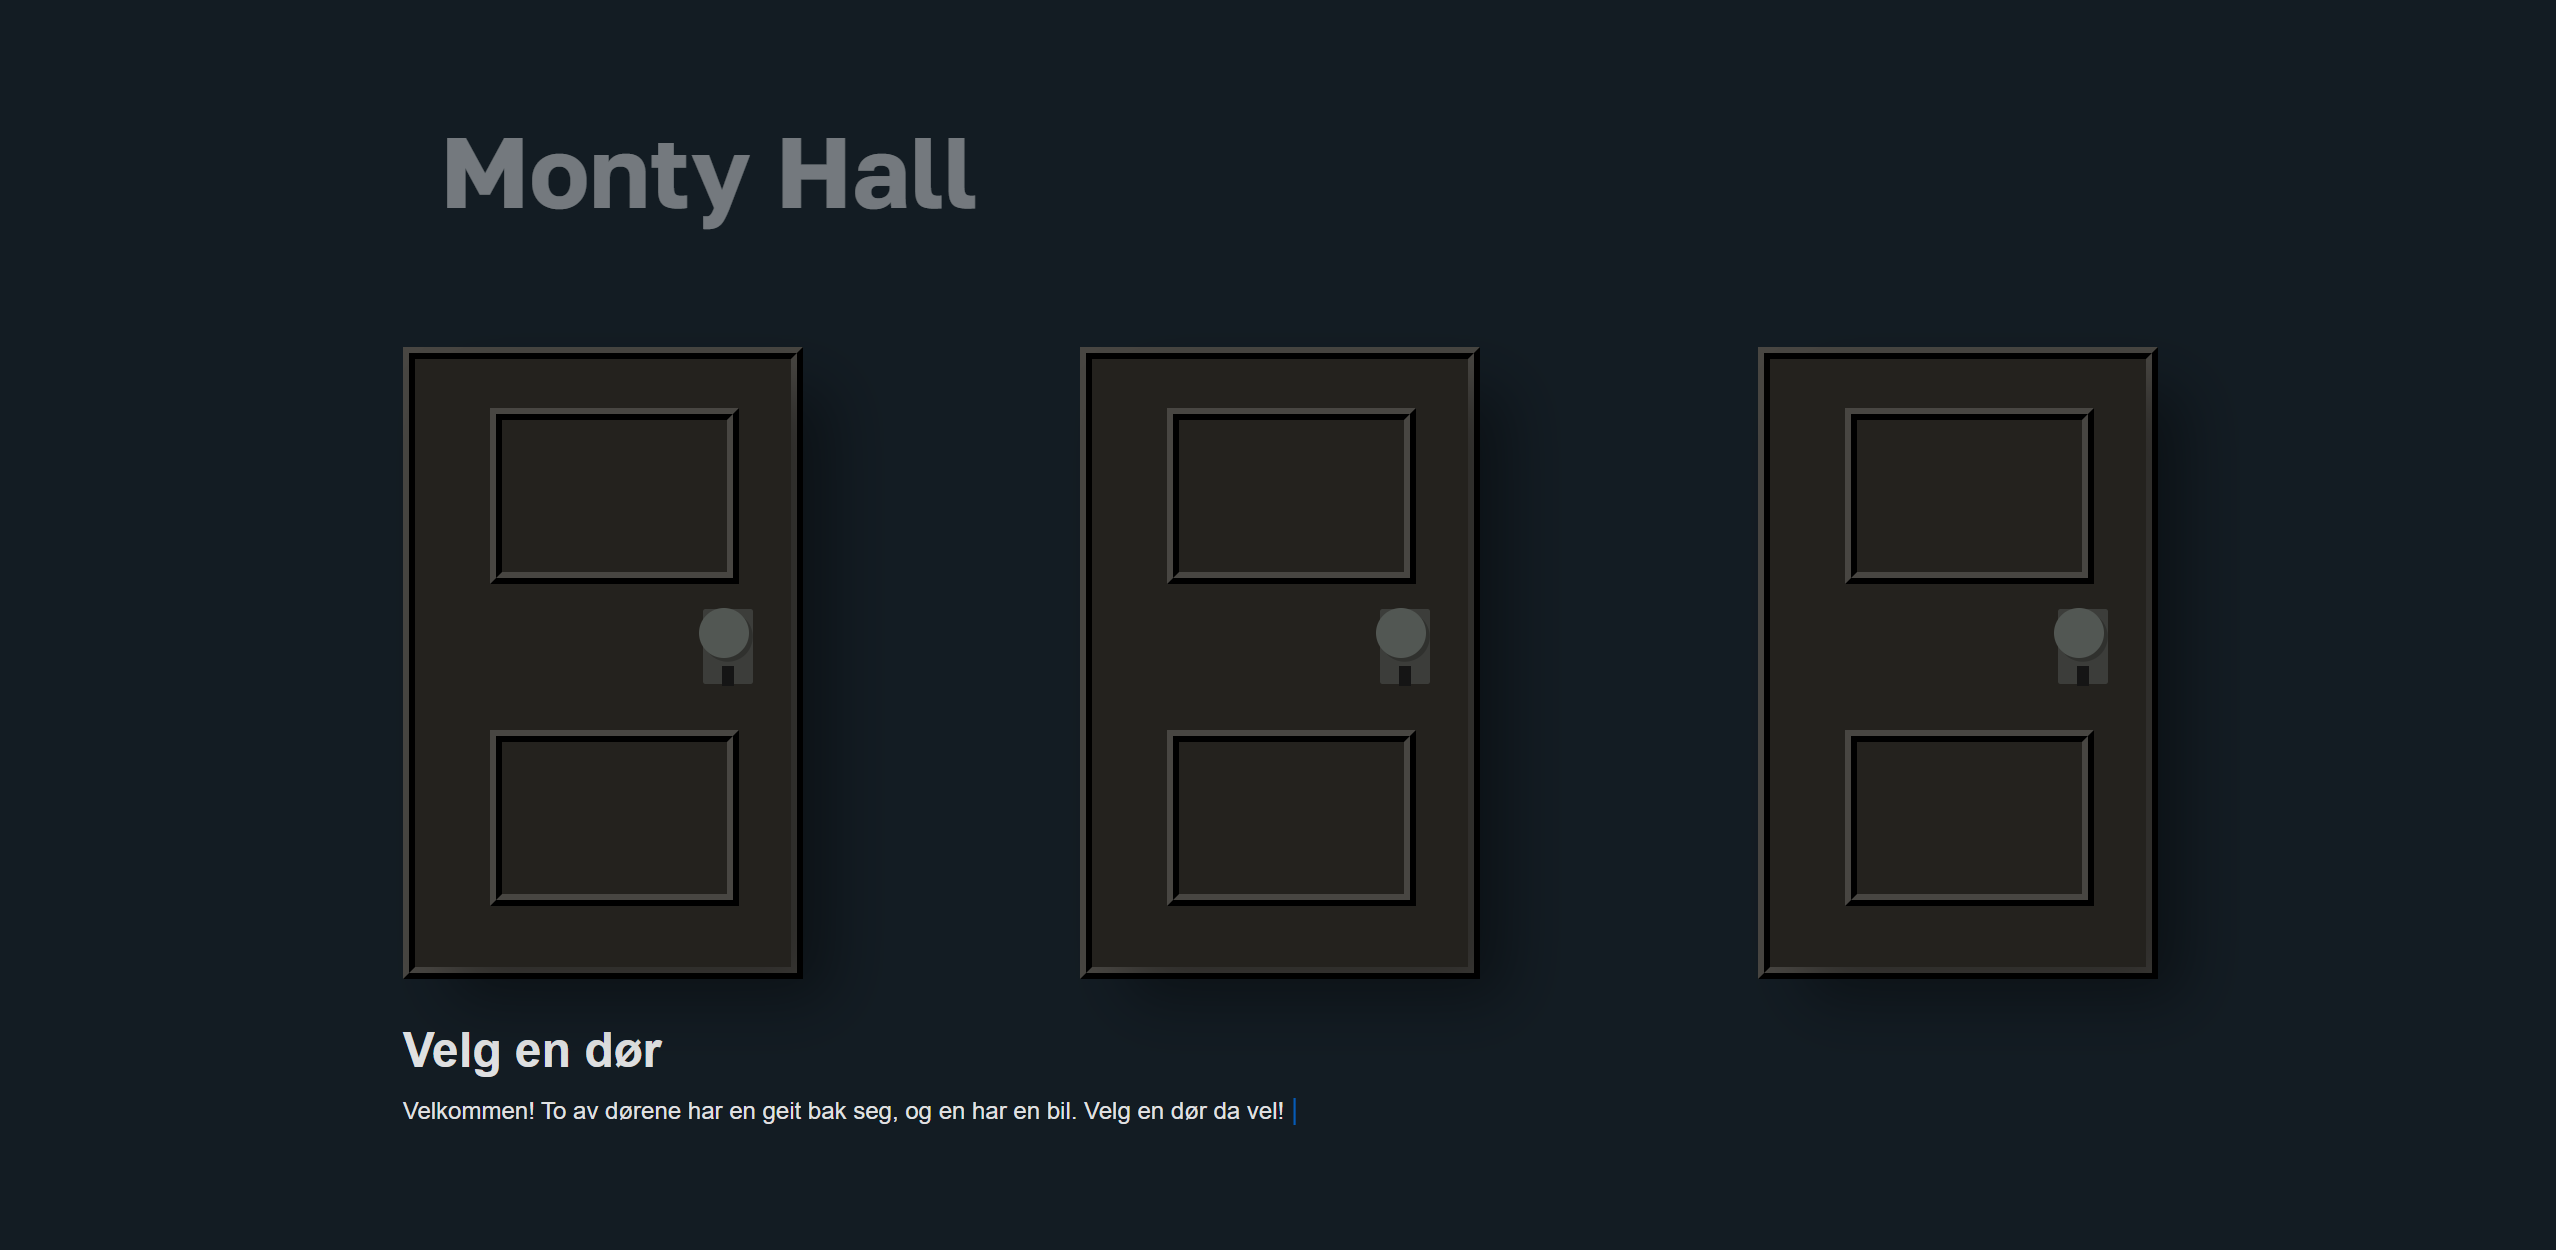 Monty Hall
Velg en dør
Velkommen! To av dørene har en geit bak seg, og en har en bil. Velg en dør da vel!